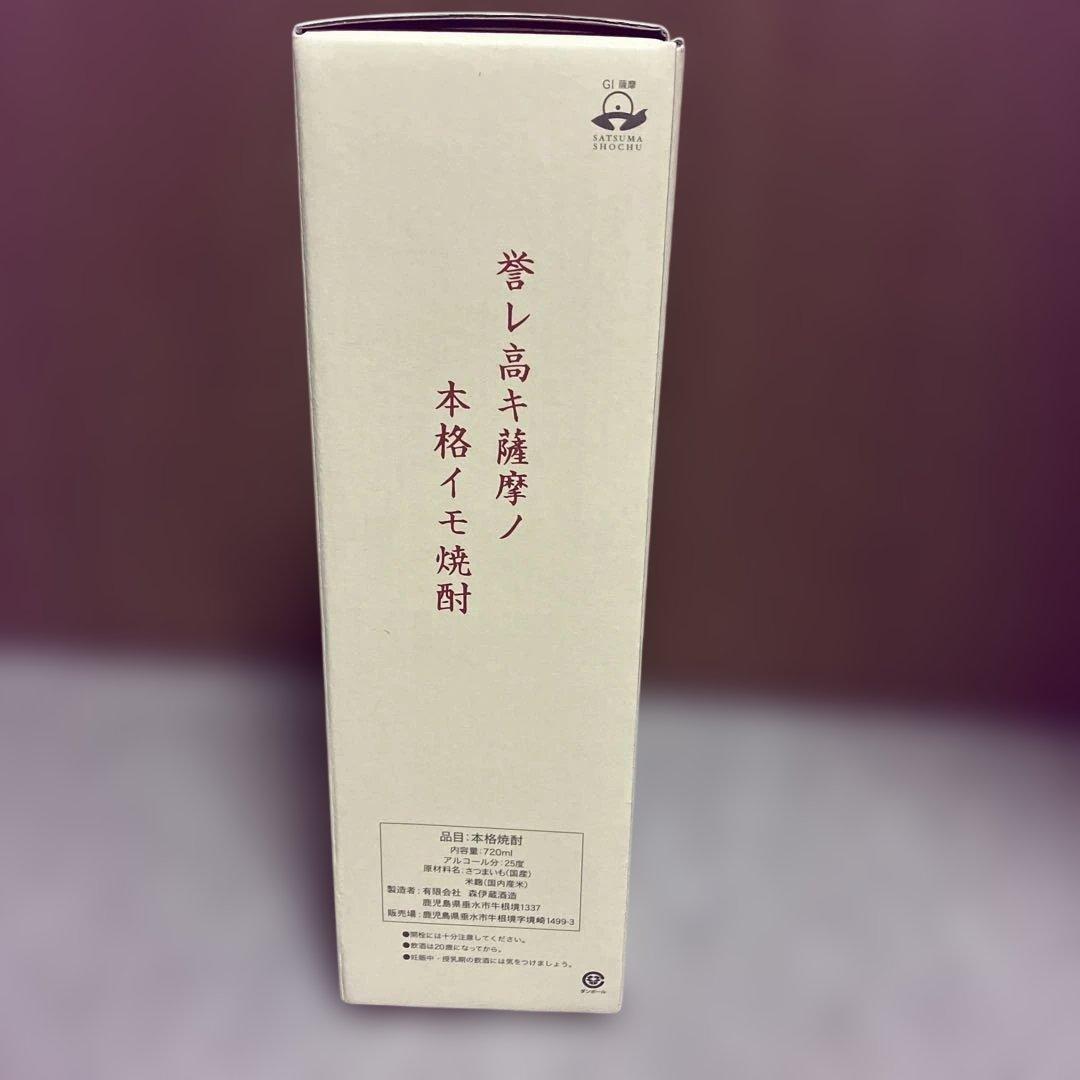 GI 薩摩
SATSUMA
SHOCHU
誉レ高キ薩摩ノ
本格イモ焼酎
品目:本格焼酎
内容量:720ml
アルコール分:25度
原材料名:さつまいも(国産)
米麹(国内産米)
製造者:有限会社 森伊蔵酒造
鹿児島県垂水市牛根境1337
販売場:鹿児島県垂水市牛根境字境崎1499-3
●開栓には十分注意してください。
●飲酒は20歳になってから。
●妊娠中・授乳期の飲酒には気をつけましょう。
ダンボール